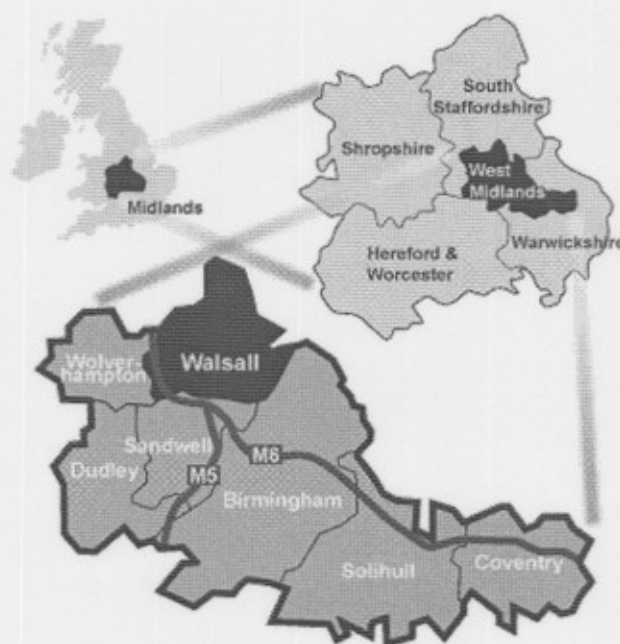 Midlands
South
Staffordshire
Shropshire
West
Midlands
Warwickshire
Hereford &
Worcester
Wolver-
hampton
Walsall
Sandwell
Dudley
M5
M6
Birmingham
Solihull
Coventry